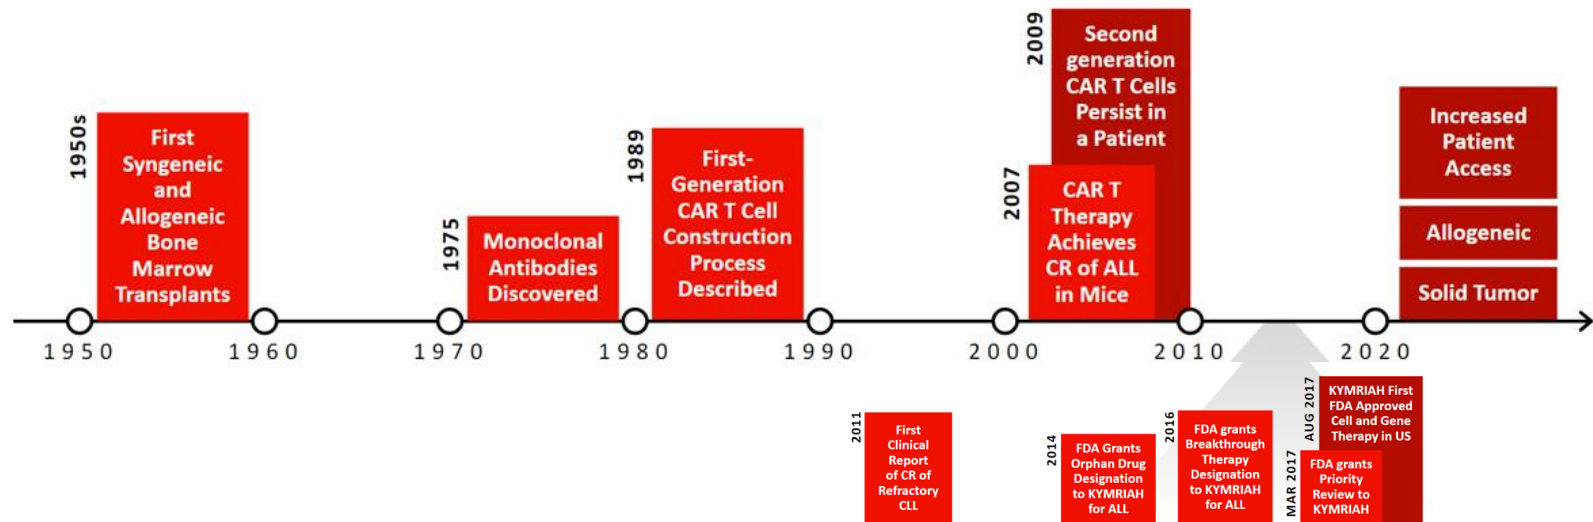 1950s
First
Syngeneic
and
Allogeneic
Bone
Marrow
Transplants
1975
Monoclonal
Antibodies
Discovered
1989
First-
Generation
CAR T Cell
Construction
Process
Described
2007
CAR T
Therapy
Achieves
CR of ALL
in Mice
2009
Second
generation
CAR T Cells
Persist in
a Patient
Increased
Patient
Access
Allogeneic
Solid Tumor
1950 1960 1970 1980 1990 2000 2010 2020
2011
First
Clinical
Report
of CR of
Refractory
CLL
2014
FDA Grants
Orphan Drug
Designation
to KYMRIAH
for ALL
2016
FDA grants
Breakthrough
Therapy
Designation
to KYMRIAH
for ALL
MAR 2017
FDA grants
Priority
Review to
KYMRIAH
AUG 2017
KYMRIAH First
FDA Approved
Cell and Gene
Therapy in US